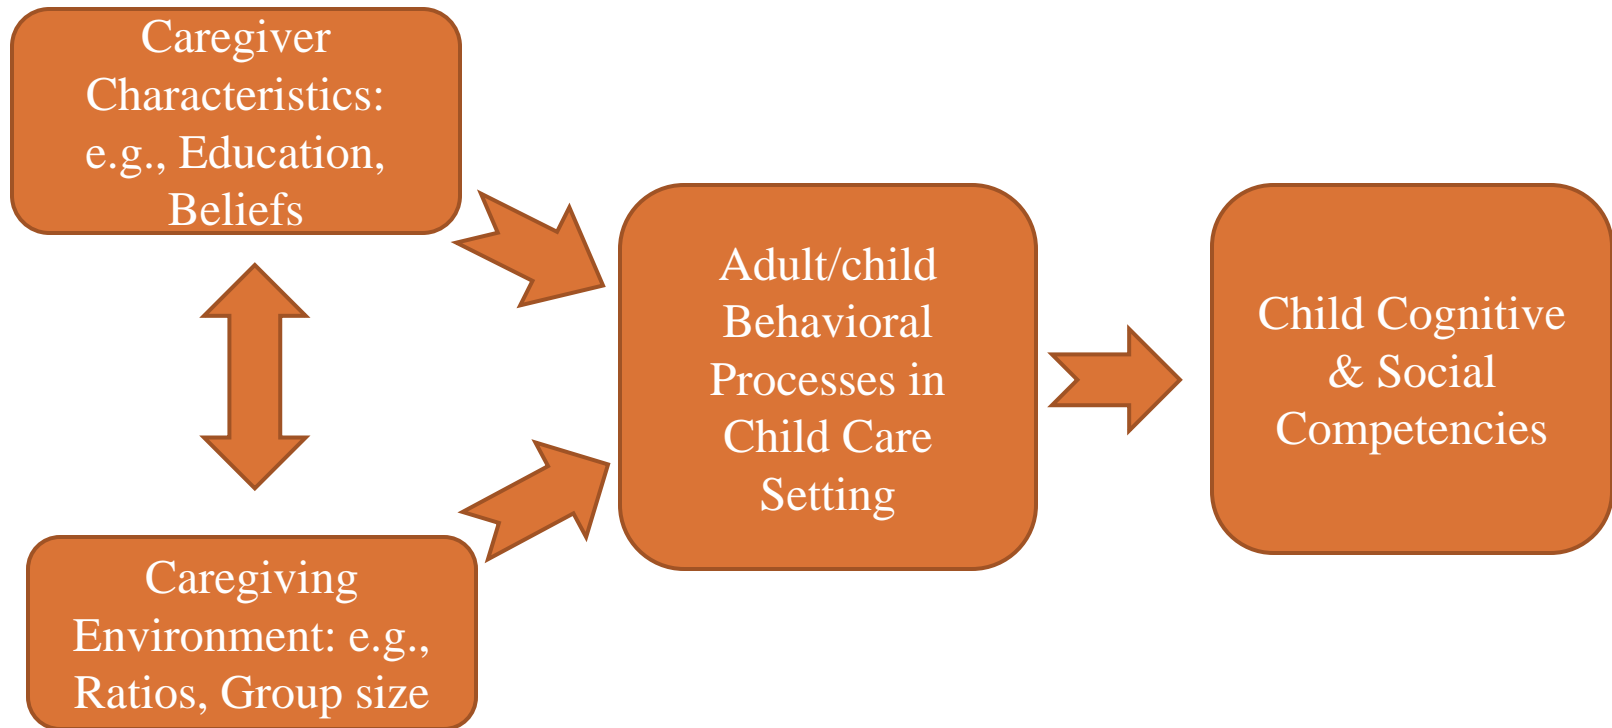 Caregiver
Characteristics:
e.g., Education,
Beliefs
Caregiving
Environment: e.g.,
Ratios, Group size
Adult/child
Behavioral
Processes in
Child Care
Setting
Child Cognitive
& Social
Competencies